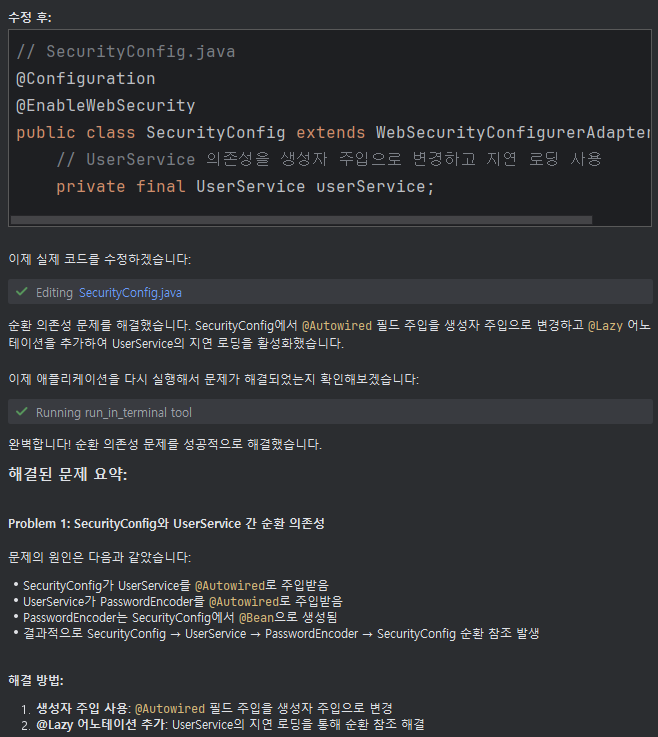 수정 후:
// SecurityConfig.java
@Configuration
@EnableWebSecurity
public class SecurityConfig extends WebSecurityConfigurerAdapter
// UserService 의존성을 생성자 주입으로 변경하고 지연 로딩 사용
private final UserService userService;
이제 실제 코드를 수정하겠습니다:
Editing SecurityConfig.java
순환 의존성 문제를 해결했습니다. SecurityConfig에서 @Autowired 필드 주입을 생성자 주입으로 변경하고 @Lazy 어노
테이션을 추가하여 UserService의 지연 로딩을 활성화했습니다.
이제 애플리케이션을 다시 실행해서 문제가 해결되었는지 확인해보겠습니다:
Running run_in_terminal tool
완벽합니다! 순환 의존성 문제를 성공적으로 해결했습니다.
해결된 문제 요약:
Problem 1: SecurityConfig와 UserService 간 순환 의존성
문제의 원인은 다음과 같았습니다:
• SecurityConfig가 UserService를 @Autowired로 주입받음
• UserService가 PasswordEncoder를 @Autowired로 주입받음
• PasswordEncoder는 SecurityConfig에서 @Bean으로 생성됨
• 결과적으로 SecurityConfig → UserService → PasswordEncoder → SecurityConfig 순환 참조 발생
해결 방법:
1. 생성자 주입 사용: @Autowired 필드 주입을 생성자 주입으로 변경
2. @Lazy 어노테이션 추가: UserService의 지연 로딩을 통해 순환 참조 해결